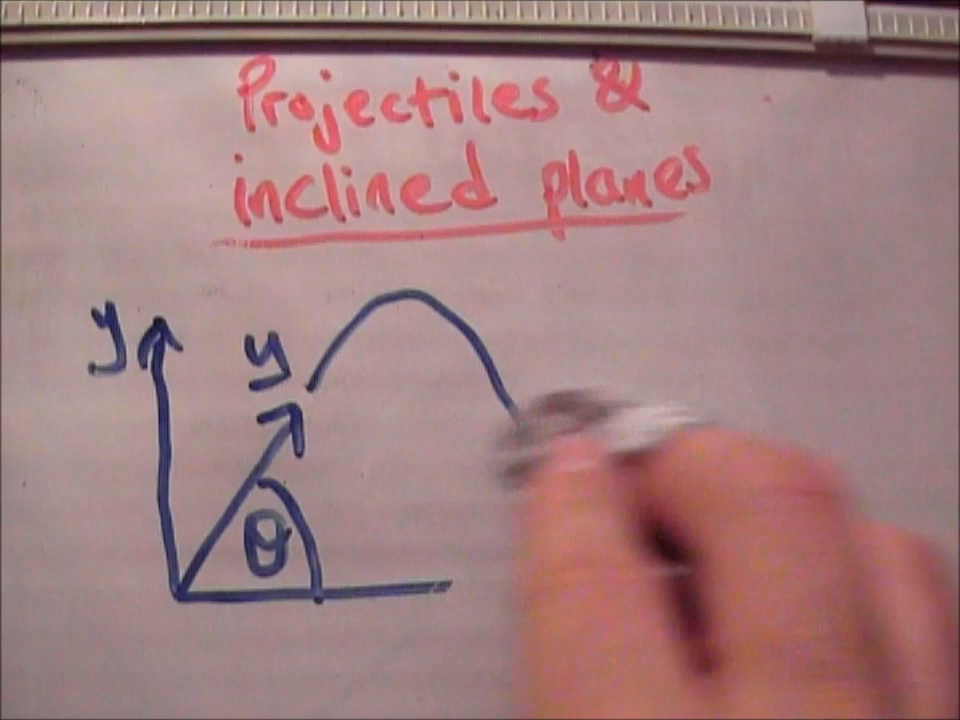 Projectiles &
inclined planes
y
u
θ